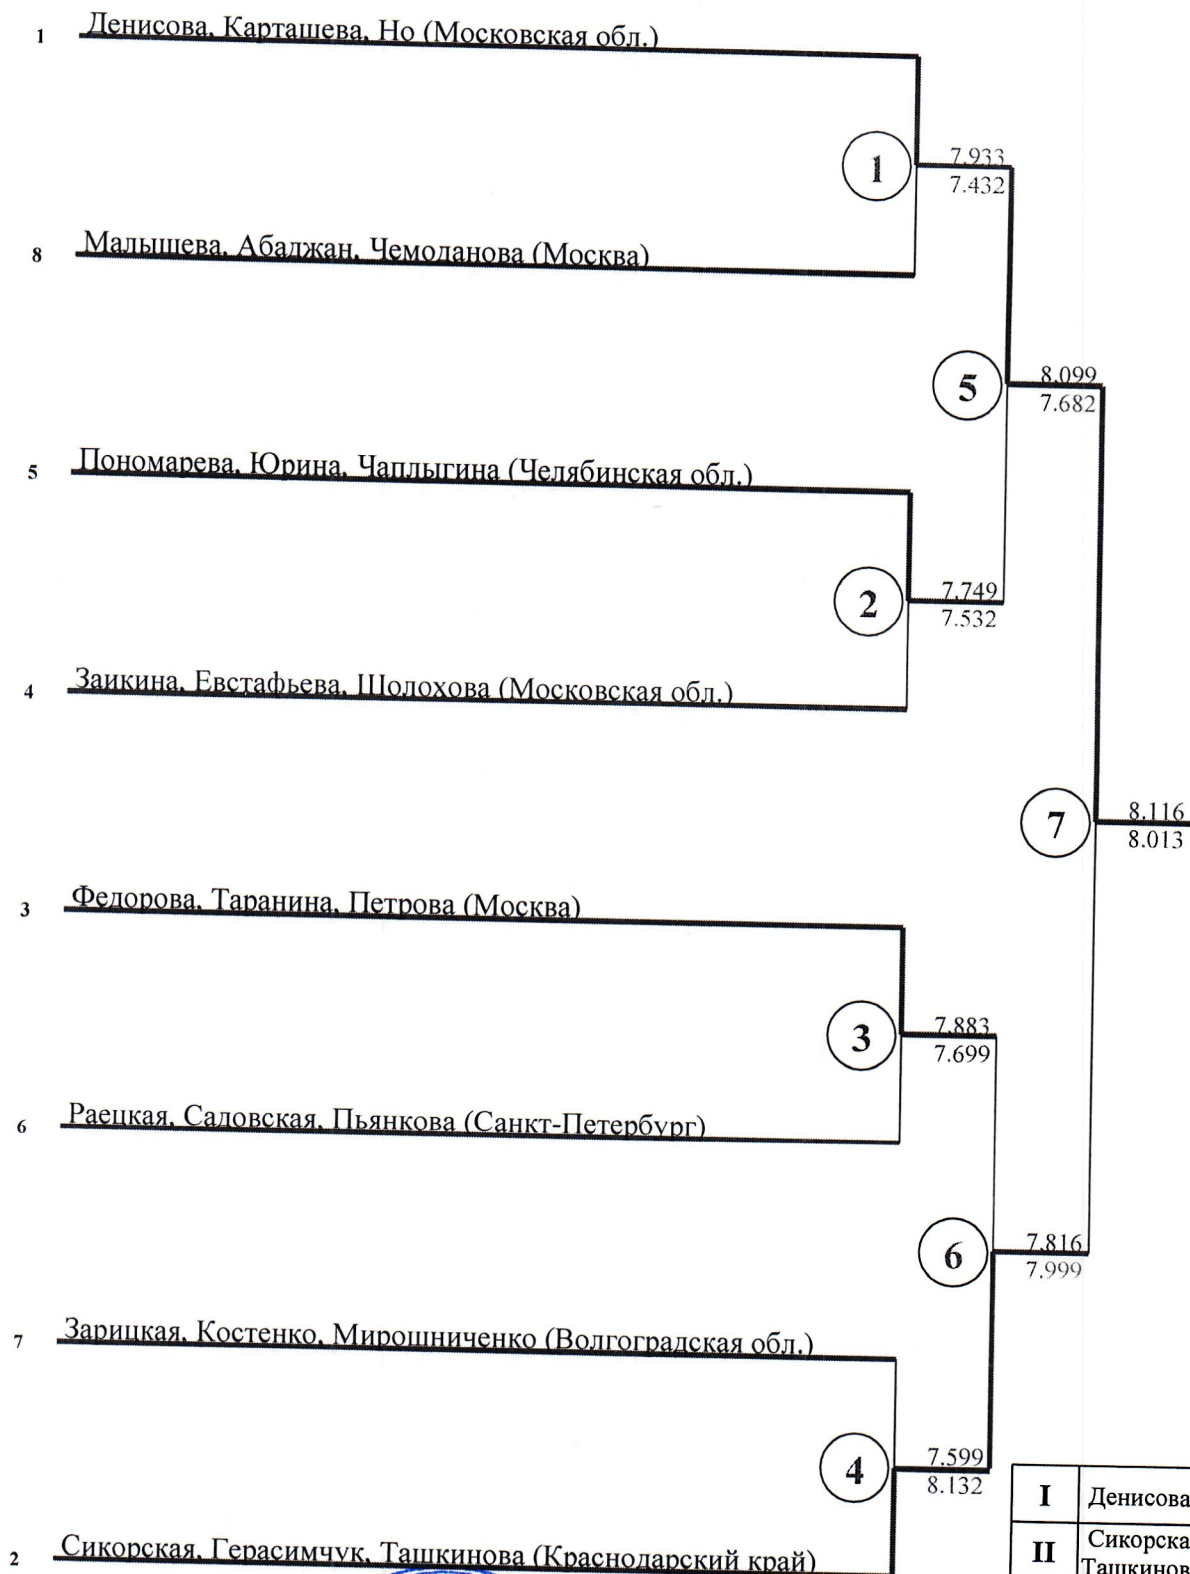 1 Денисова, Карташева, Но (Московская обл.)
1 7.933
7.432
8 Малышева, Абаджан, Чемоданова (Москва)
5 8.099
7.682
5 Пономарева, Юрина, Чаплыгина (Челябинская обл.)
2 7.749
7.532
4 Заикина, Евстафьева, Шолохова (Московская обл.)
7 8.116
8.013
3 Федорова, Таранина, Петрова (Москва)
3 7.883
7.699
6 Раецкая, Садовская, Пьянкова (Санкт-Петербург)
6 7.816
7.999
7 Зарицкая, Костенко, Мирошниченко (Волгоградская обл.)
4 7.599
8.132
I Денисова
2 Сикорская, Герасимчук, Ташкинова (Краснодарский край)
II Сикорска
Ташкинов